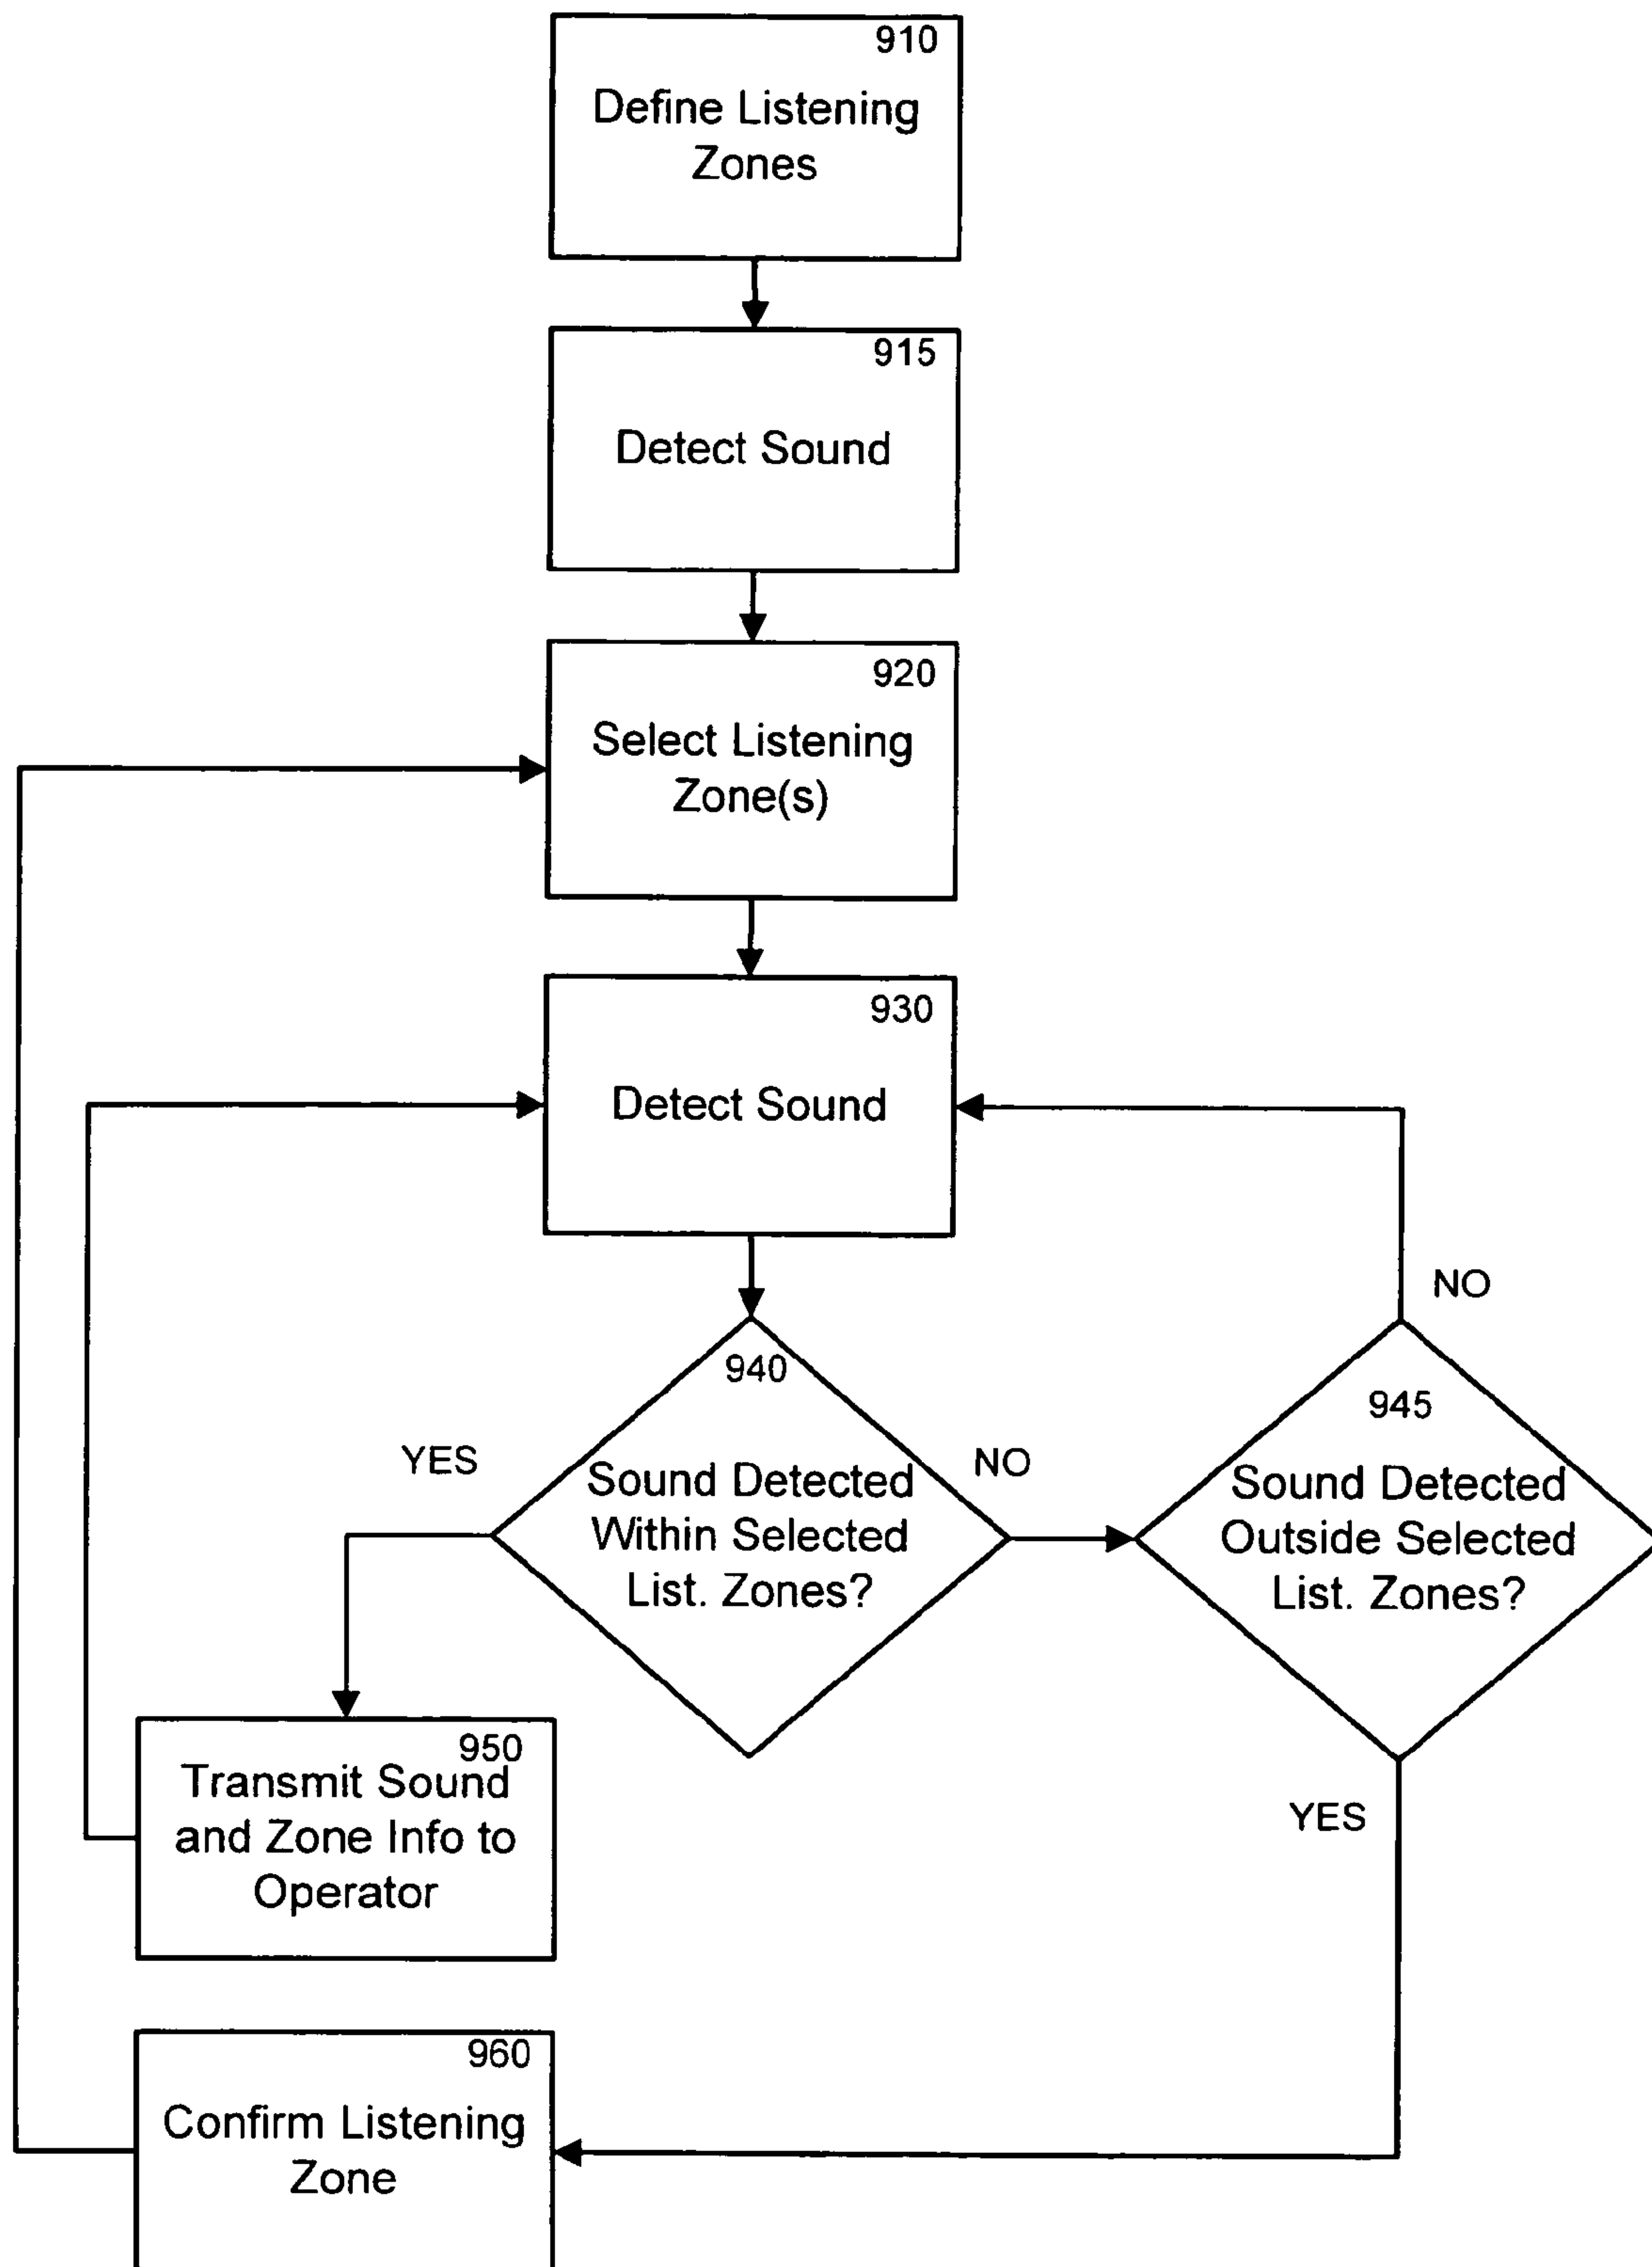 910
Define Listening
Zones
915
Detect Sound
920
Select Listening
Zone(s)
930
Detect Sound
NO
940
945
YES
Sound Detected
Within Selected
List. Zones?
NO
Sound Detected
Outside Selected
List. Zones?
950
Transmit Sound
and Zone Info to
Operator
YES
960
Confirm Listening
Zone